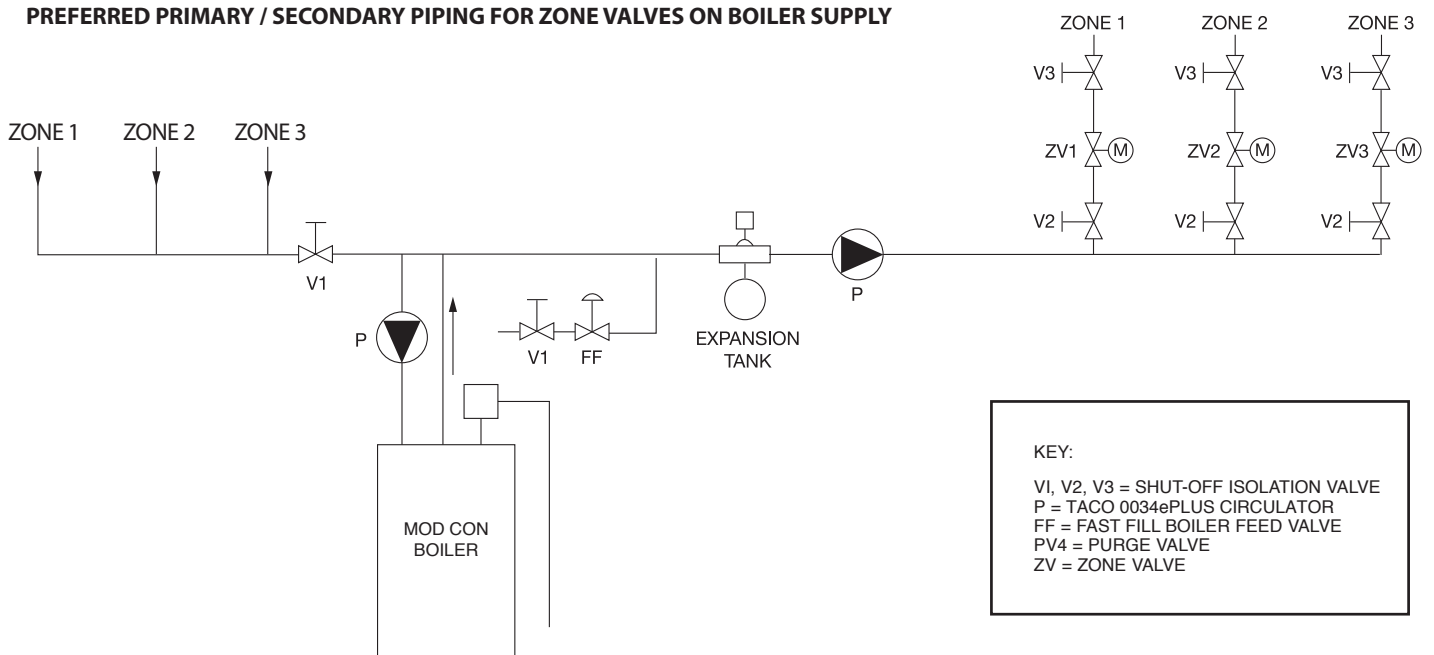 PREFERRED PRIMARY / SECONDARY PIPING FOR ZONE VALVES ON BOILER SUPPLY
ZONE 1
ZONE 2
ZONE 3
V3
V3
V3
ZONE 1
ZONE 2
ZONE 3
ZV1
M
ZV2
M
ZV3
M
V2
V2
V2
V1
P
P
V1
FF
EXPANSION
TANK
MOD CON
BOILER
KEY:
VI, V2, V3 = SHUT-OFF ISOLATION VALVE
P = TACO 0034ePLUS CIRCULATOR
FF = FAST FILL BOILER FEED VALVE
PV4 = PURGE VALVE
ZV = ZONE VALVE